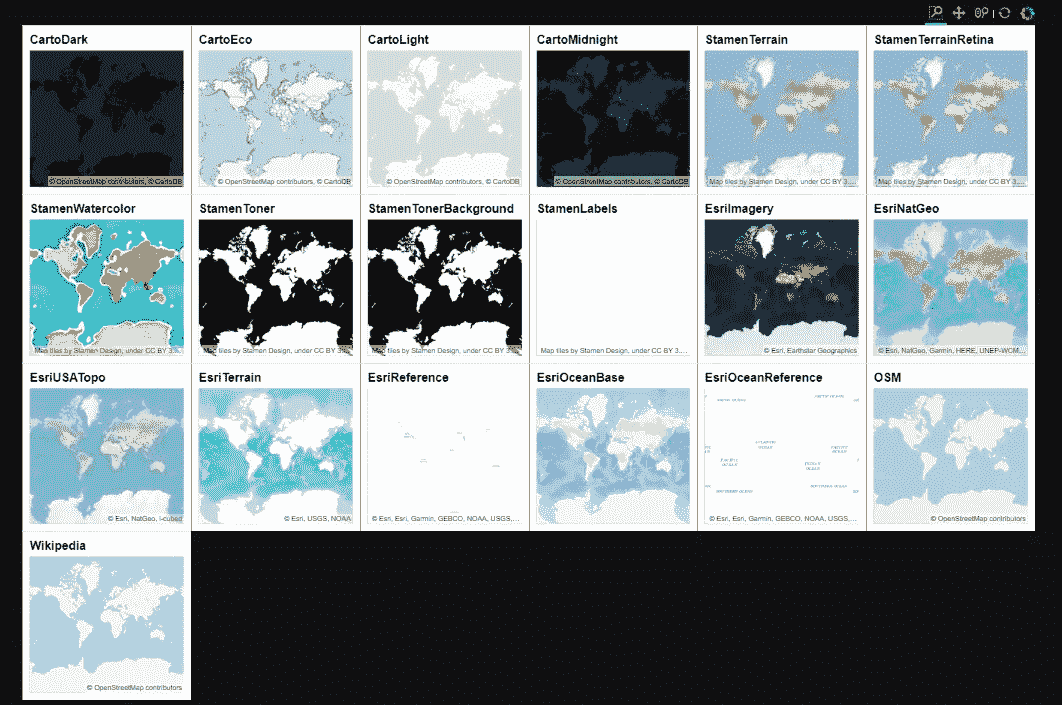 CartoDark
CartoEco
CartoLight
CartoMidnight
StamenTerrain
StamenTerrainRetina
© OpenStreetMap contributors, © CartoDB
© OpenStreetMap contributors, © CartoDB
© OpenStreetMap contributors, © CartoDB
© OpenStreetMap contributors, © CartoDB
Map tiles by Stamen Design, under CC BY 3....
Map tiles by Stamen Design, under CC BY 3....
StamenWatercolor
StamenToner
StamenTonerBackground
StamenLabels
EsriImagery
EsriNatGeo
Map tiles by Stamen Design, under CC BY 3....
Map tiles by Stamen Design, under CC BY 3....
Map tiles by Stamen Design, under CC BY 3....
Map tiles by Stamen Design, under CC BY 3....
© Esri, Earthstar Geographics
© Esri, NatGeo, Garmin, HERE, UNEP-WCM...
EsriUSATopo
EsriTerrain
EsriReference
EsriOceanBase
EsriOceanReference
OSM
© Esri, NatGeo, i-cubed
© Esri, USGS, NOAA
© Esri, Esri, Garmin, GEBCO, NOAA, USGS,...
© Esri, Esri, Garmin, GEBCO, NOAA, USGS,...
© OpenStreetMap contributors
Wikipedia
© OpenStreetMap contributors